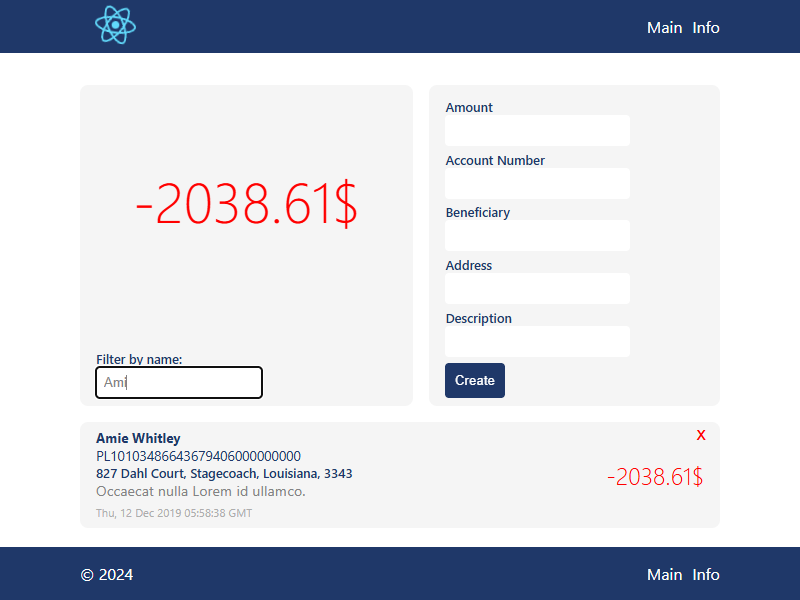 Main Info
-2038.61$
Filter by name:
Ami
Amount
Account Number
Beneficiary
Address
Description
Create
Amie Whitley
X
PL10103486643679406000000000
827 Dahl Court, Stagecoach, Louisiana, 3343
-2038.61$
Occaecat nulla Lorem id ullamco.
Thu, 12 Dec 2019 05:58:38 GMT
© 2024
Main Info